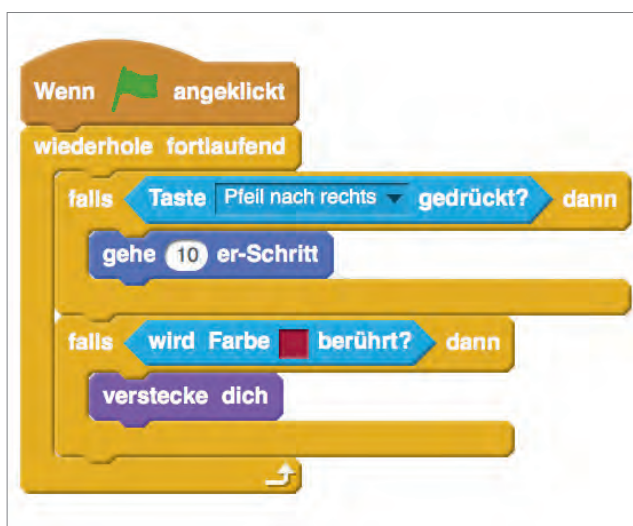 Wenn angeklickt
wiederhole fortlaufend
falls Taste Pfeil nach rechts gedrückt? dann
gehe 10 er-Schritt
falls wird Farbe berührt? dann
verstecke dich